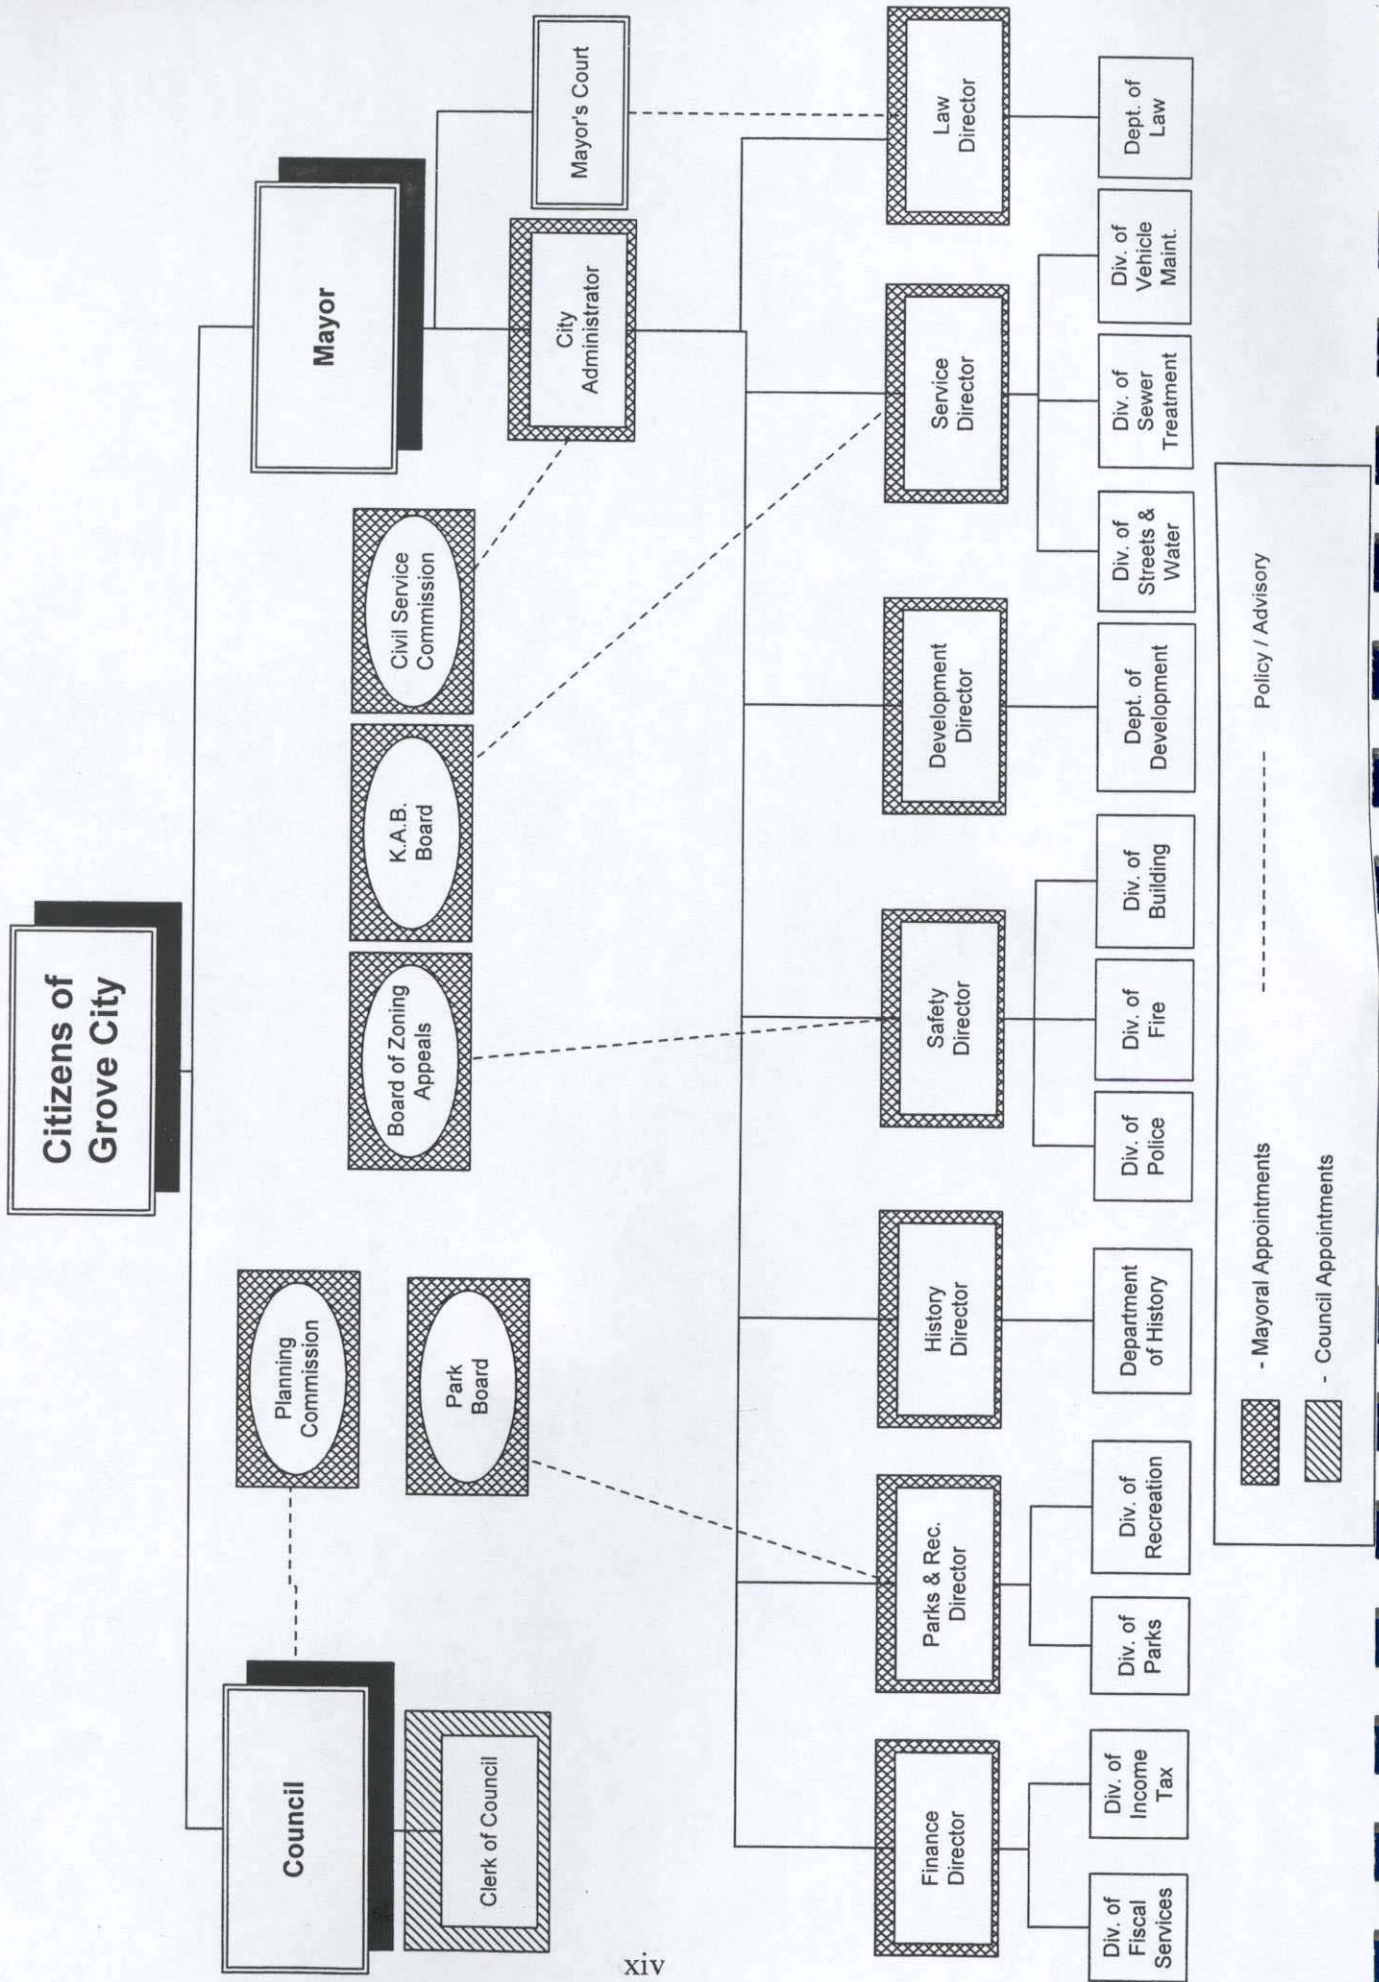 Citizens of
Grove City
Council
Mayor
Clerk of Council
Planning
Commission
Park
Board
Board of Zoning
Appeals
K.A.B.
Board
Civil Service
Commission
City
Administrator
Mayor's Court
Finance
Director
Parks & Rec.
Director
History
Director
Safety
Director
Development
Director
Service
Director
Law
Director
Div. of
Fiscal
Services
Div. of
Income
Tax
Div. of
Parks
Div. of
Recreation
Department
of History
Div. of
Police
Div. of
Fire
Div. of
Building
Dept. of
Development
Div. of
Streets &
Water
Div. of
Sewer
Treatment
Div. of
Vehicle
Maint.
Dept. of
Law
- Mayoral Appointments
Policy / Advisory
- Council Appointments
xiv